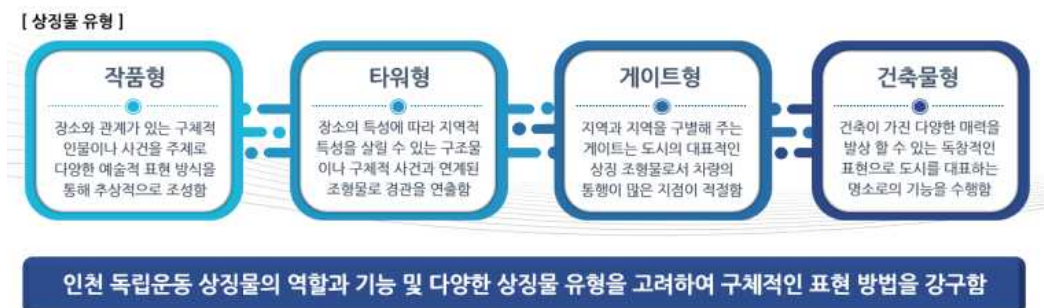 [ 상징물 유형 ]
작품형
장소와 관계가 있는 구체적
인물이나 사건을 주제로
다양한 예술적 표현 방식을
통해 추상적으로 조성함
타워형
장소의 특성에 따라 지역적
특성을 살릴 수 있는 구조물
이나 구체적 사건과 연계된
조형물로 경관을 연출함
게이트형
지역과 지역을 구별해 주는
게이트는 도시의 대표적인
상징 조형물로서 차량의
통행이 많은 지점이 적절함
건축물형
건축이 가진 다양한 매력을
발상 할 수 있는 독창적인
표현으로 도시를 대표하는
명소로의 기능을 수행함
인천 독립운동 상징물의 역할과 기능 및 다양한 상징물 유형을 고려하여 구체적인 표현 방법을 강구함